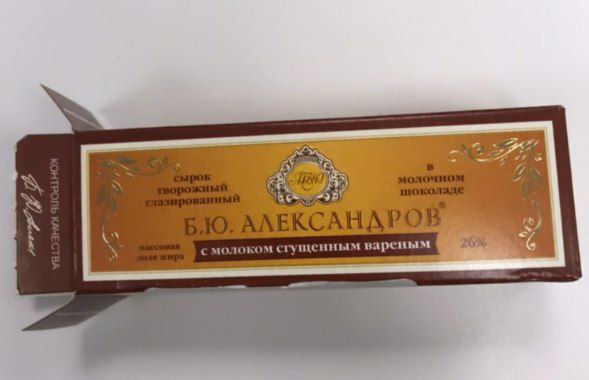 сырок
творожный
глазированный
в
молочном
шоколаде
Б.Ю. АЛЕКСАНДРОВ®
массовая
доля жира
с молоком сгущенным вареным
26%
КОНТРОЛЬ КАЧЕСТВА